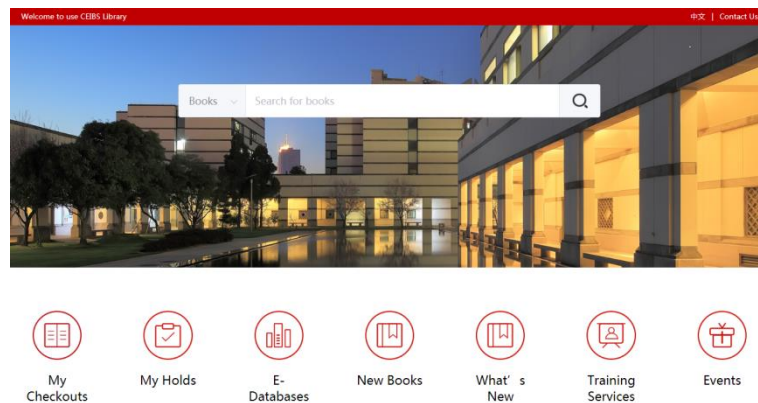 Welcome to use CEIBS Library
中文 | Contact Us
Books
Search for books
My
Checkouts
My Holds
E-
Databases
New Books
What's
New
Training
Services
Events